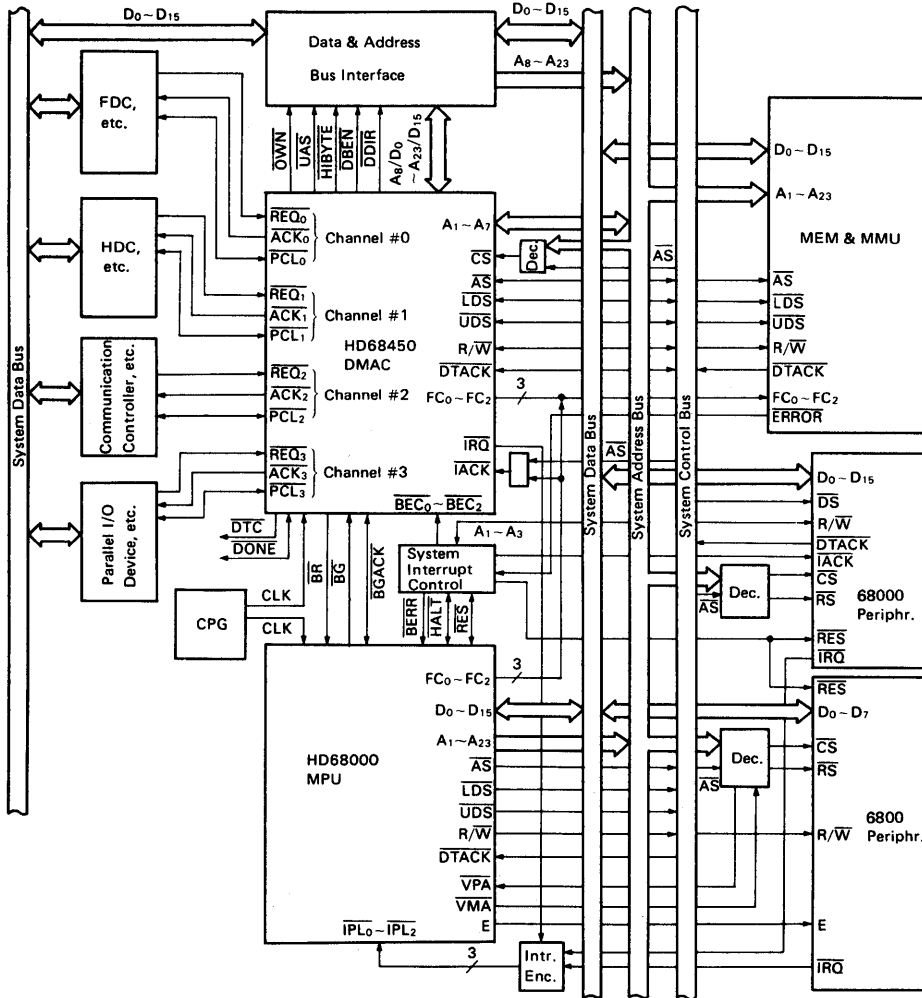 D0~D15
D0~D15
Data & Address
Bus Interface
A8~A23
FDC,
etc.
OWN
UAS
HIBYTE
DBEN
DDIR
A8/D0
~A23/D15
D0~D15
A1~A23
MEM & MMU
REQ0
ACK0
PCL0
Channel #0
A1~A7
CS
Dec.
AS
AS
LDS
UDS
R/W
DTACK
FC0~FC2
3
AS
LDS
UDS
R/W
DTACK
FC0~FC2
ERROR
HDC,
etc.
REQ1
ACK1
PCL1
Channel #1
HD68450
DMAC
System Data Bus
Communication
Controller, etc.
REQ2
ACK2
PCL2
Channel #2
IRQ
IACK
REQ3
ACK3
PCL3
Channel #3
BEC0~BEC2
Parallel I/O
Device, etc.
DTC
DONE
BR
BG
BGACK
A1~A3
System
Interrupt
Control
BERR
HALT
RES
System Data Bus
System Address Bus
System Control Bus
AS
D0~D15
DS
R/W
DTACK
IACK
CS
RS
Dec.
AS
68000
Periphr.
RES
IRQ
CPG
CLK
CLK
3
FC0~FC2
D0~D15
A1~A23
HD68000
MPU
AS
LDS
UDS
R/W
DTACK
VPA
VMA
E
IPL0~IPL2
3
Intr.
Enc.
RES
D0~D7
CS
RS
Dec.
AS
6800
Periphr.
R/W
E
IRQ